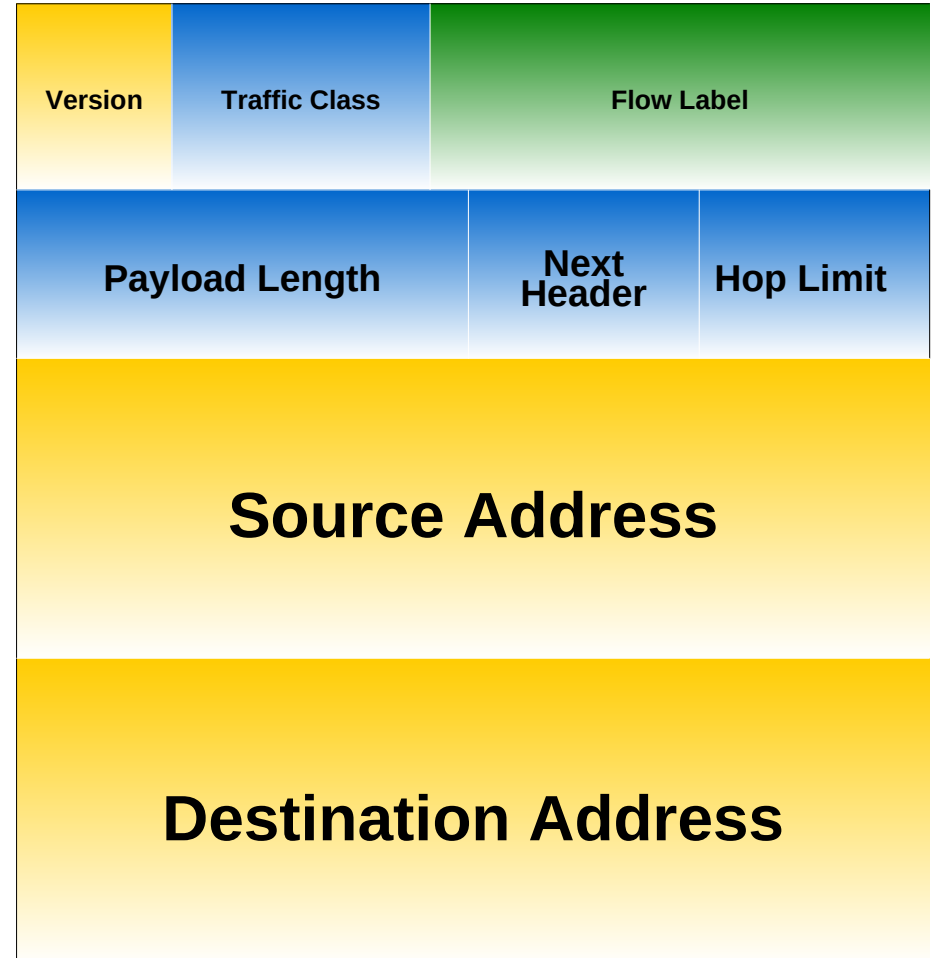 Version
Traffic Class
Flow Label
Payload Length
Next
Header
Hop Limit
Source Address
Destination Address